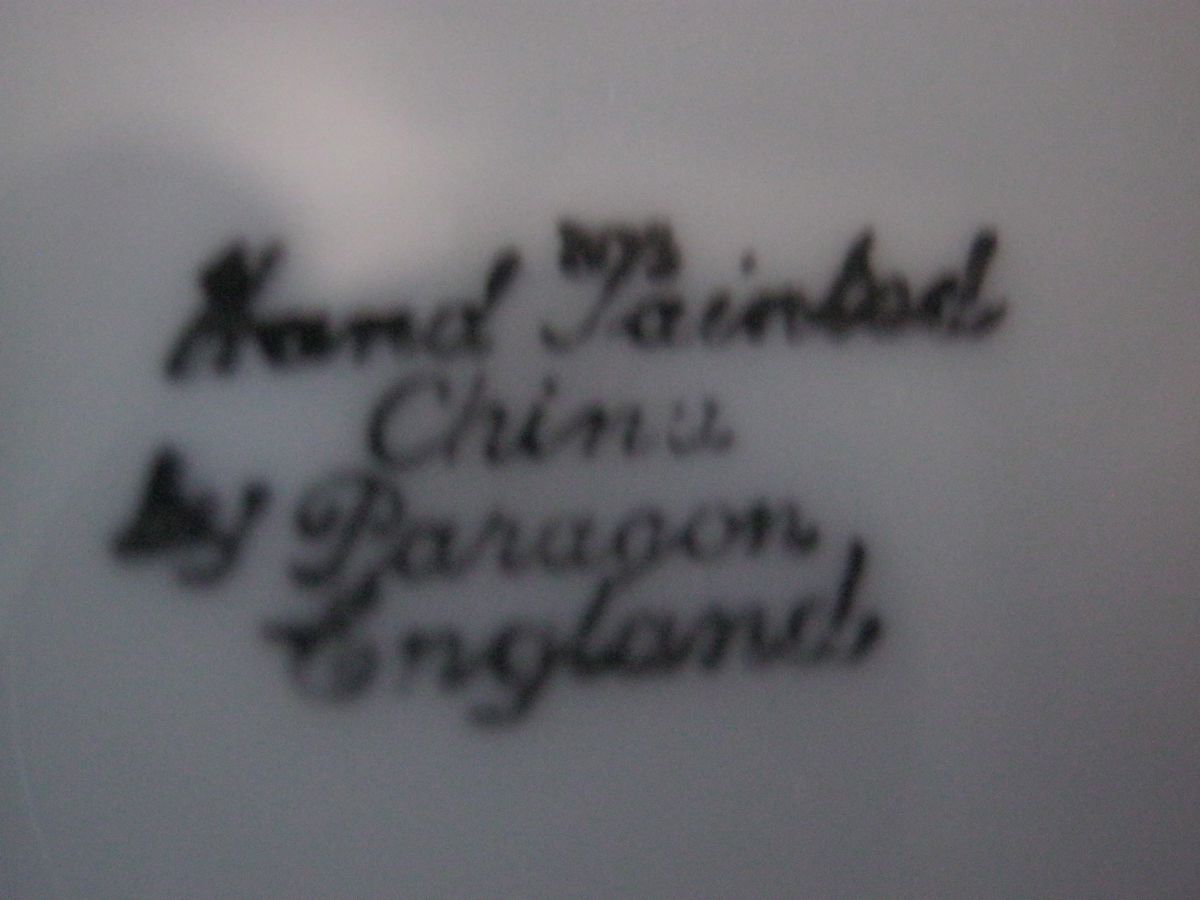 Hand Painted
China
by Paragon,
England,